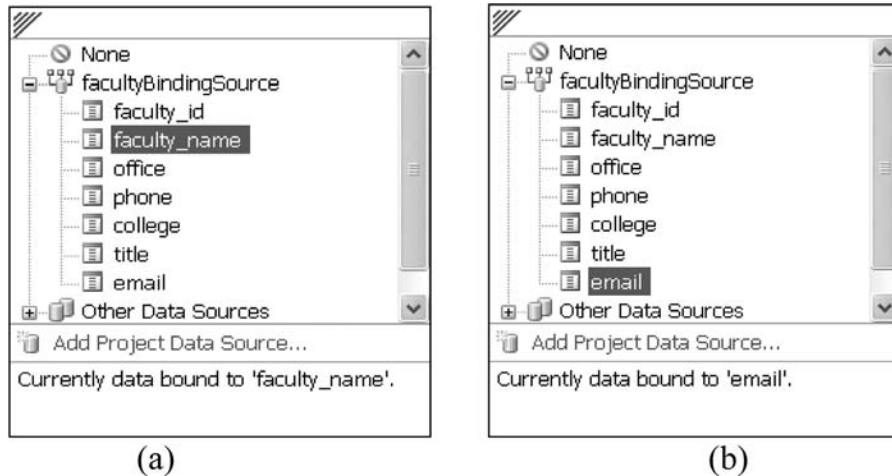 None
facultyBindingSource
faculty_id
faculty_name
office
phone
college
title
email
Other Data Sources
Add Project Data Source...
Currently data bound to 'faculty_name'.
(a)
None
facultyBindingSource
faculty_id
faculty_name
office
phone
college
title
email
Other Data Sources
Add Project Data Source...
Currently data bound to 'email'.
(b)